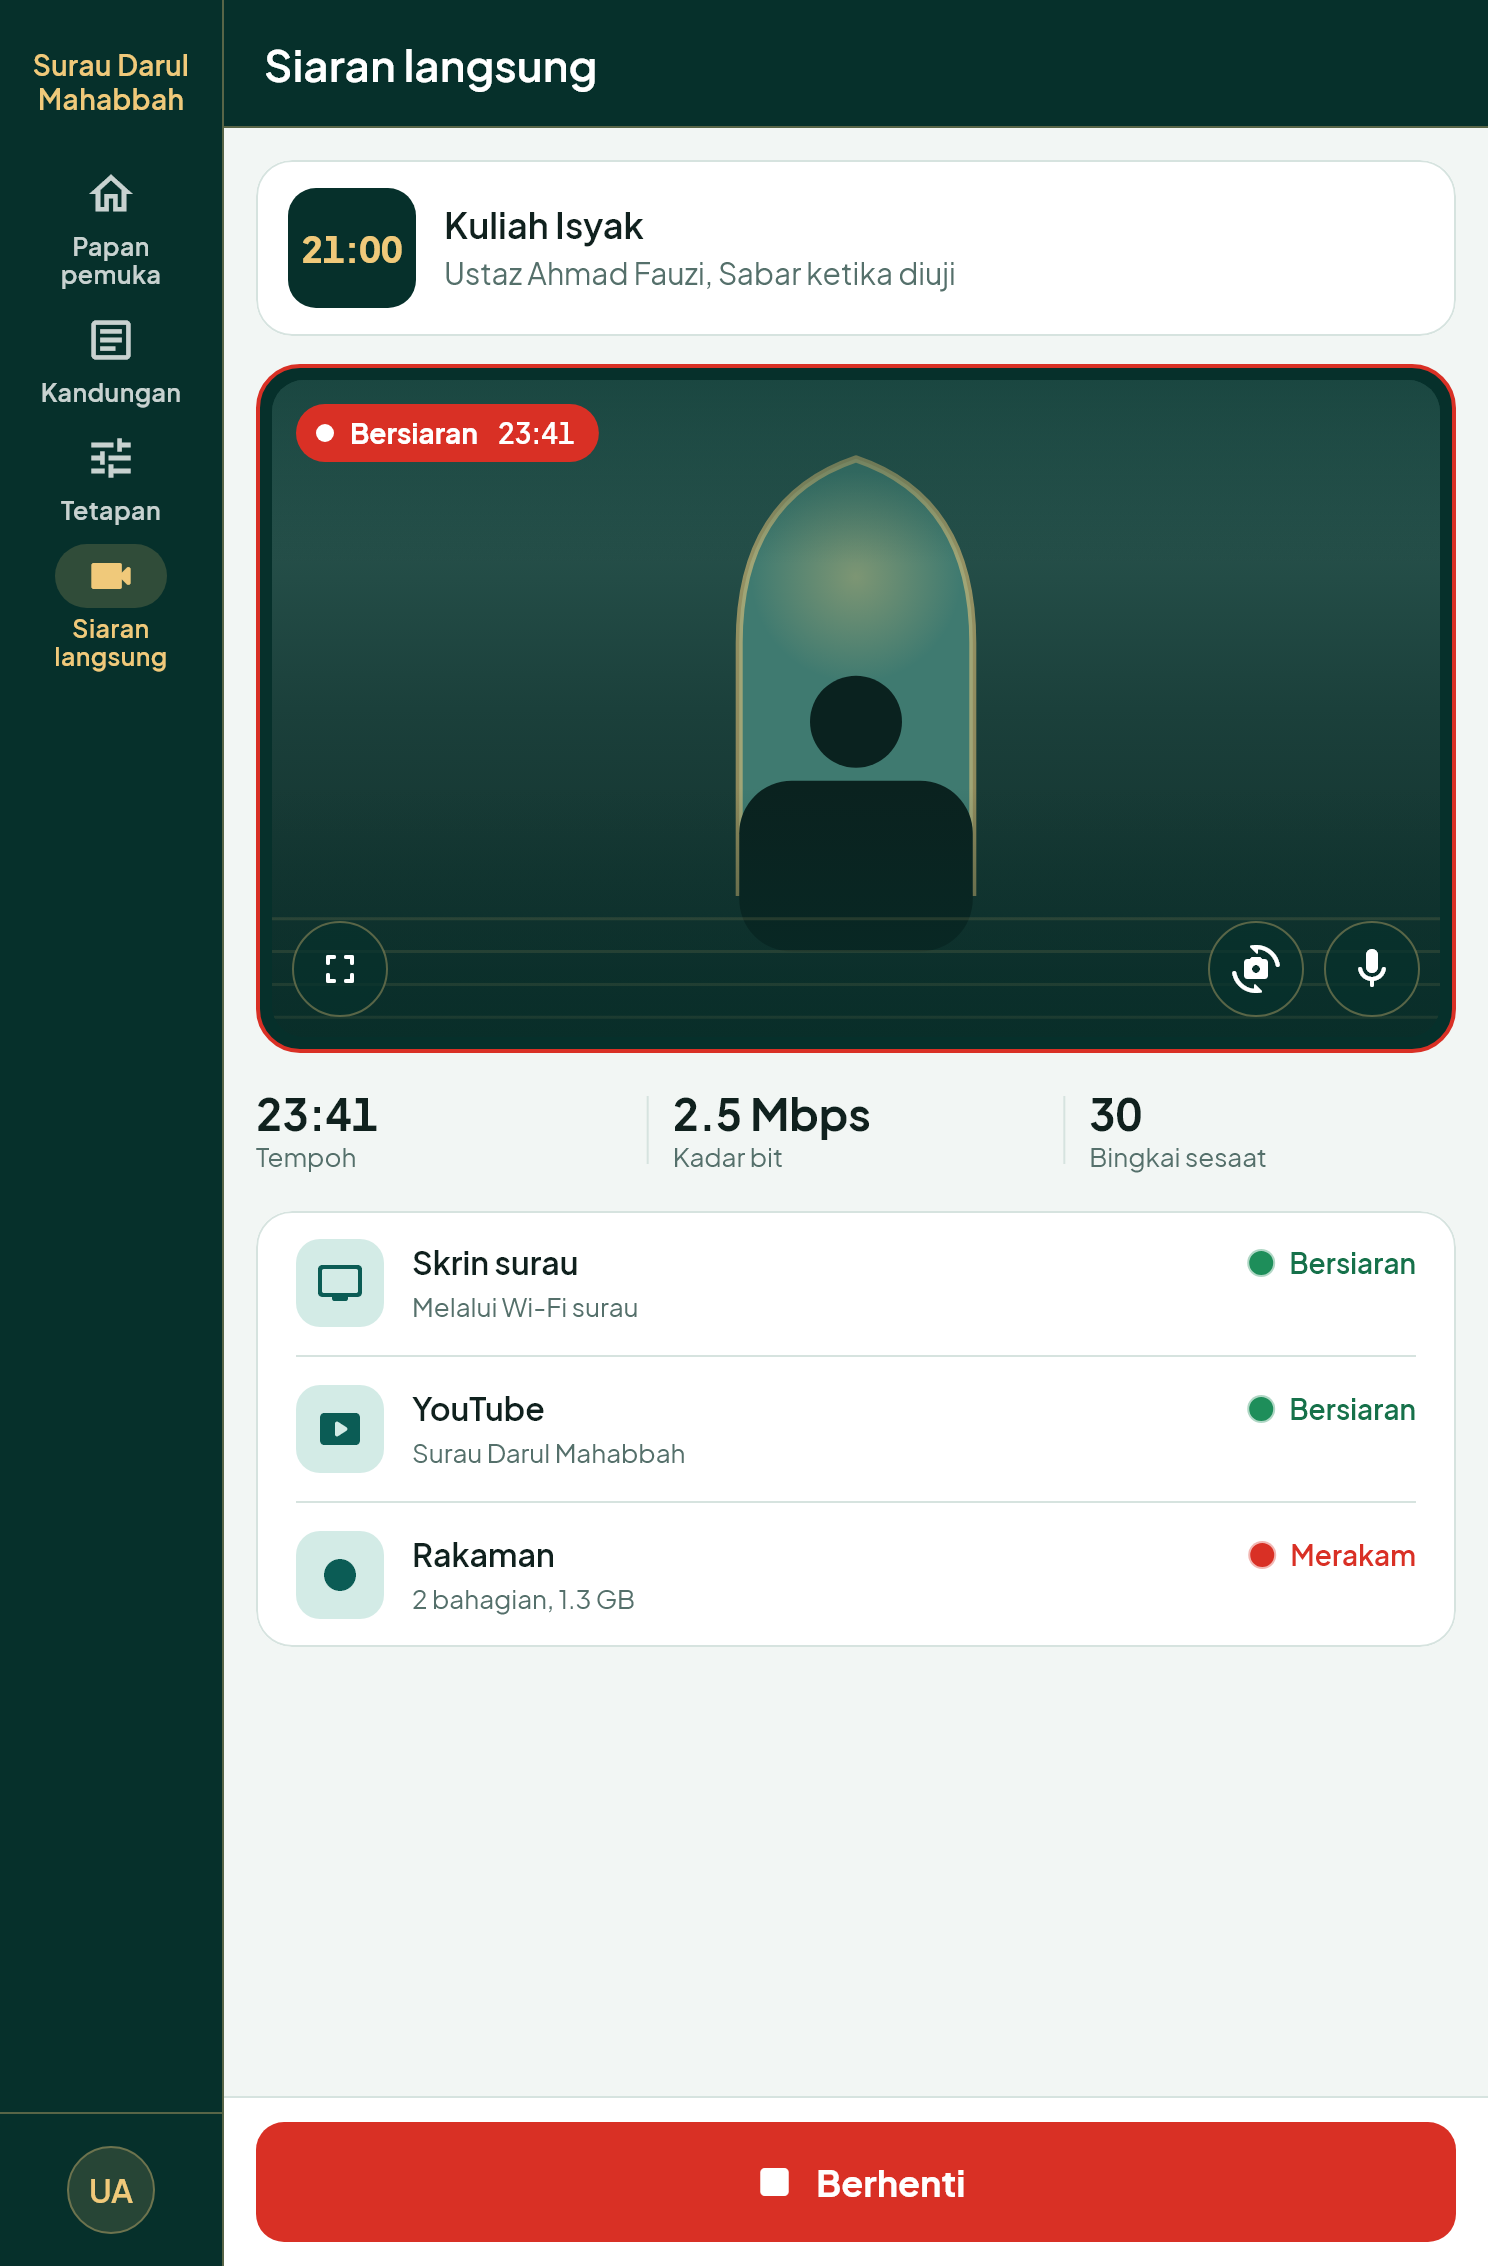 Surau Darul
Mahabbah
Papan
pemuka
Kandungan
Tetapan
Siaran
langsung
UA
Siaran langsung
21:00
Kuliah Isyak
Ustaz Ahmad Fauzi, Sabar ketika diuji
Bersiaran 23:41
23:41
Tempoh
2.5 Mbps
Kadar bit
30
Bingkai sesaat
Skrin surau
Melalui Wi-Fi surau
Bersiaran
YouTube
Surau Darul Mahabbah
Bersiaran
Rakaman
2 bahagian, 1.3 GB
Merakam
Berhenti